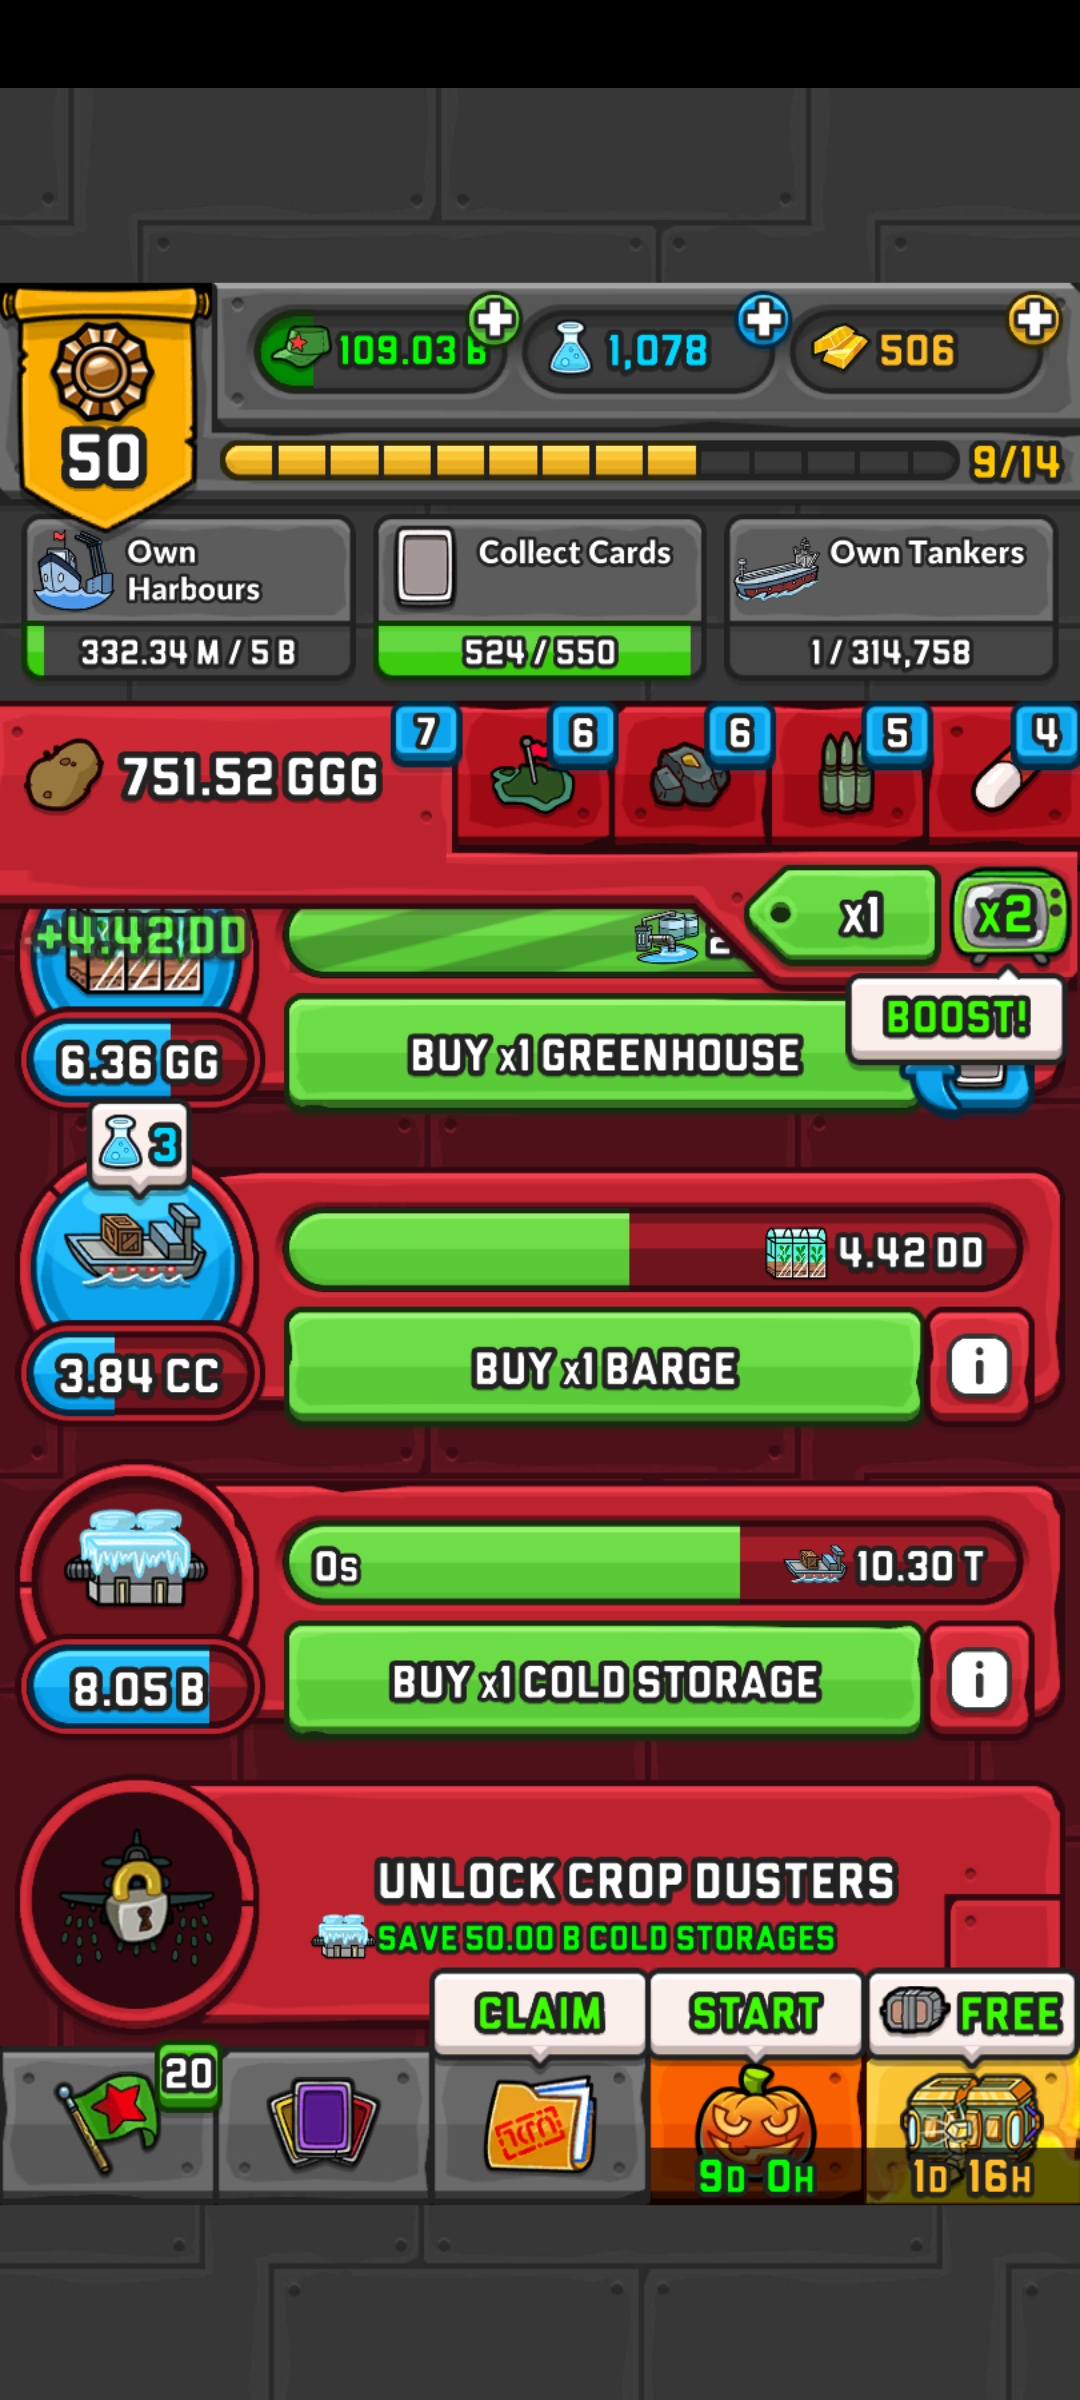 50
109.03 B
1,078
506
9/14
Own
Harbours
332.34 M / 5 B
Collect Cards
524 / 550
Own Tankers
1 / 314,758
751.52 GGG
7
6
6
5
4
x1
x2
BOOST!
+4.42 DD
6.36 GG
BUY x1 GREENHOUSE
3
4.42 DD
3.84 CC
BUY x1 BARGE
i
0s
10.30 T
8.05 B
BUY x1 COLD STORAGE
i
UNLOCK CROP DUSTERS
SAVE 50.00 B COLD STORAGES
CLAIM
START
FREE
20
9D 0H
1D 16H